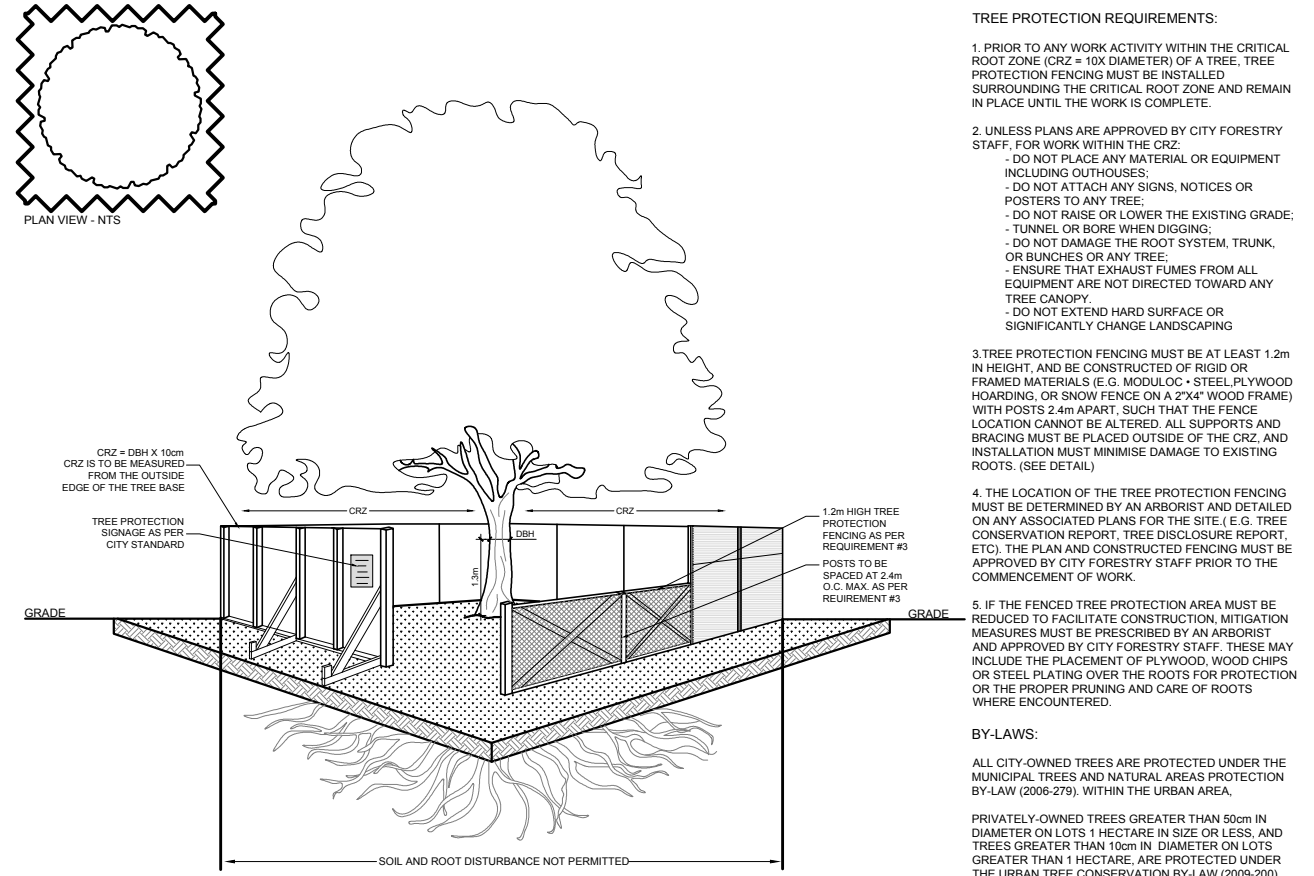 PLAN VIEW - NTS
CRZ = DBH X 10cm
CRZ IS TO BE MEASURED
FROM THE OUTSIDE
EDGE OF THE TREE BASE
TREE PROTECTION
SIGNAGE AS PER
CITY STANDARD
CRZ
CRZ
DBH
1.3m
1.2m HIGH TREE
PROTECTION
FENCING AS PER
REQUIREMENT #3
POSTS TO BE
SPACED AT 2.4m
O.C. MAX. AS PER
REUIREMENT #3
GRADE
GRADE
SOIL AND ROOT DISTURBANCE NOT PERMITTED
TREE PROTECTION REQUIREMENTS:
1. PRIOR TO ANY WORK ACTIVITY WITHIN THE CRITICAL
ROOT ZONE (CRZ = 10X DIAMETER) OF A TREE, TREE
PROTECTION FENCING MUST BE INSTALLED
SURROUNDING THE CRITICAL ROOT ZONE AND REMAIN
IN PLACE UNTIL THE WORK IS COMPLETE.
2. UNLESS PLANS ARE APPROVED BY CITY FORESTRY
STAFF, FOR WORK WITHIN THE CRZ:
- DO NOT PLACE ANY MATERIAL OR EQUIPMENT
INCLUDING OUTHOUSES;
- DO NOT ATTACH ANY SIGNS, NOTICES OR
POSTERS TO ANY TREE;
- DO NOT RAISE OR LOWER THE EXISTING GRADE;
- TUNNEL OR BORE WHEN DIGGING;
- DO NOT DAMAGE THE ROOT SYSTEM, TRUNK,
OR BUNCHES OR ANY TREE;
- ENSURE THAT EXHAUST FUMES FROM ALL
EQUIPMENT ARE NOT DIRECTED TOWARD ANY
TREE CANOPY.
- DO NOT EXTEND HARD SURFACE OR
SIGNIFICANTLY CHANGE LANDSCAPING
3.TREE PROTECTION FENCING MUST BE AT LEAST 1.2m
IN HEIGHT, AND BE CONSTRUCTED OF RIGID OR
FRAMED MATERIALS (E.G. MODULOC • STEEL,PLYWOOD
HOARDING, OR SNOW FENCE ON A 2"X4" WOOD FRAME)
WITH POSTS 2.4m APART, SUCH THAT THE FENCE
LOCATION CANNOT BE ALTERED. ALL SUPPORTS AND
BRACING MUST BE PLACED OUTSIDE OF THE CRZ, AND
INSTALLATION MUST MINIMISE DAMAGE TO EXISTING
ROOTS. (SEE DETAIL)
4. THE LOCATION OF THE TREE PROTECTION FENCING
MUST BE DETERMINED BY AN ARBORIST AND DETAILED
ON ANY ASSOCIATED PLANS FOR THE SITE.( E.G. TREE
CONSERVATION REPORT, TREE DISCLOSURE REPORT,
ETC). THE PLAN AND CONSTRUCTED FENCING MUST BE
APPROVED BY CITY FORESTRY STAFF PRIOR TO THE
COMMENCEMENT OF WORK.
5. IF THE FENCED TREE PROTECTION AREA MUST BE
REDUCED TO FACILITATE CONSTRUCTION, MITIGATION
MEASURES MUST BE PRESCRIBED BY AN ARBORIST
AND APPROVED BY CITY FORESTRY STAFF. THESE MAY
INCLUDE THE PLACEMENT OF PLYWOOD, WOOD CHIPS
OR STEEL PLATING OVER THE ROOTS FOR PROTECTION
OR THE PROPER PRUNING AND CARE OF ROOTS
WHERE ENCOUNTERED.
BY-LAWS:
ALL CITY-OWNED TREES ARE PROTECTED UNDER THE
MUNICIPAL TREES AND NATURAL AREAS PROTECTION
BY-LAW (2006-279). WITHIN THE URBAN AREA,
PRIVATELY-OWNED TREES GREATER THAN 50cm IN
DIAMETER ON LOTS 1 HECTARE IN SIZE OR LESS, AND
TREES GREATER THAN 10cm IN DIAMETER ON LOTS
GREATER THAN 1 HECTARE, ARE PROTECTED UNDER
THE URBAN TREE CONSERVATION BY-LAW (2009-200)